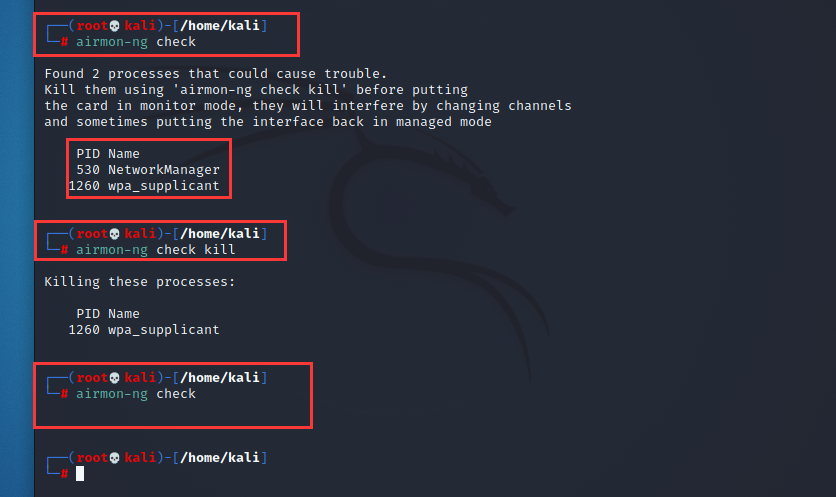 ┌──(root💀kali)-[/home/kali]
└─# airmon-ng check
Found 2 processes that could cause trouble.
Kill them using 'airmon-ng check kill' before putting
the card in monitor mode, they will interfere by changing channels
and sometimes putting the interface back in managed mode
PID Name
530 NetworkManager
1260 wpa_supplicant
┌──(root💀kali)-[/home/kali]
└─# airmon-ng check kill
Killing these processes:
PID Name
1260 wpa_supplicant
┌──(root💀kali)-[/home/kali]
└─# airmon-ng check
┌──(root💀kali)-[/home/kali]
└─#